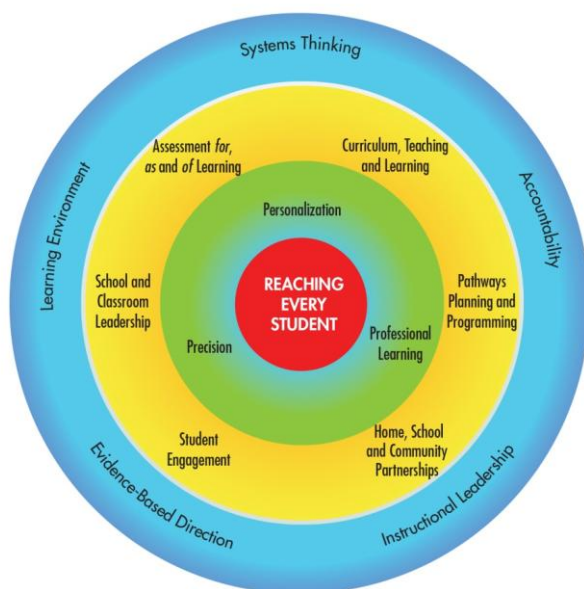 Systems Thinking
Learning Environment
Accountability
Assessment for,
as and of Learning
Curriculum, Teaching
and Learning
Personalization
School and
Classroom
Leadership
REACHING
EVERY
STUDENT
Pathways
Planning and
Programming
Precision
Professional
Learning
Student
Engagement
Home, School
and Community
Partnerships
Evidence-Based Direction
Instructional Leadership